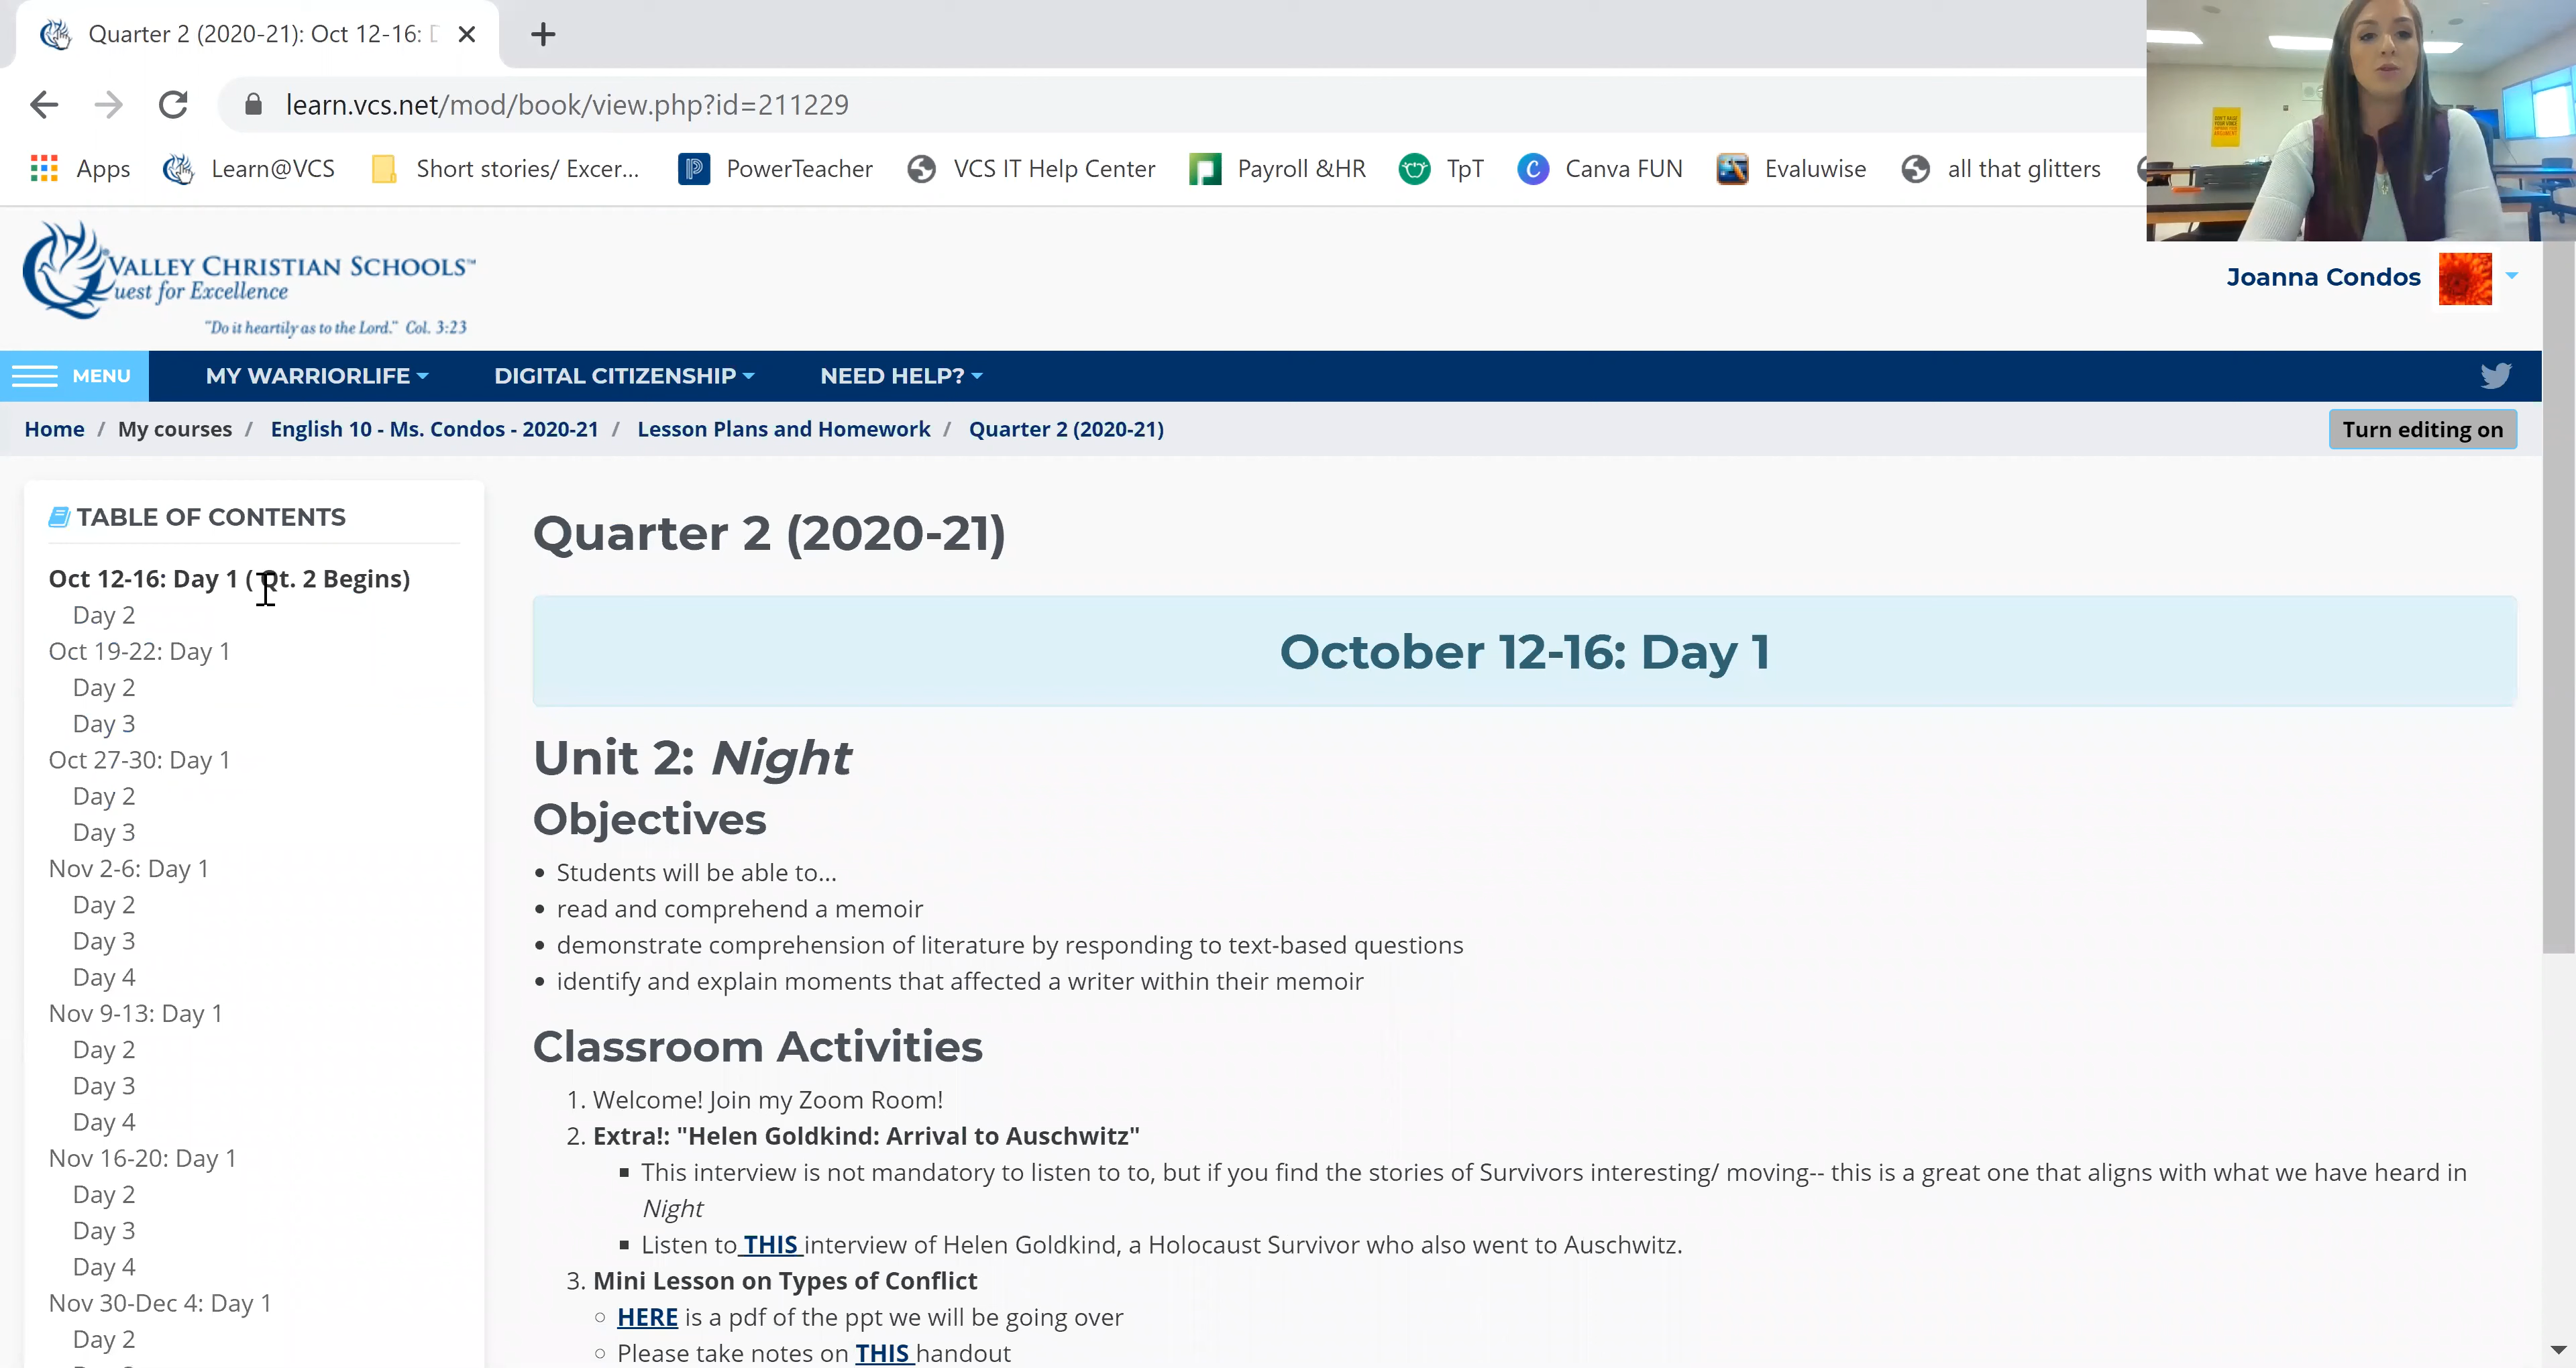 Quarter 2 (2020-21): Oct 12-16:
learn.vcs.net/mod/book/view.php?id=211229
Apps Learn@VCS Short stories/ Excer... PowerTeacher VCS IT Help Center Payroll &HR TpT Canva FUN Evaluwise all that glitters
VALLEY CHRISTIAN SCHOOLS™
Quest for Excellence
"Do it heartily as to the Lord." Col. 3:23
Joanna Condos
MENU MY WARRIORLIFE DIGITAL CITIZENSHIP NEED HELP?
Home / My courses / English 10 - Ms. Condos - 2020-21 / Lesson Plans and Homework / Quarter 2 (2020-21)
Turn editing on
TABLE OF CONTENTS
Oct 12-16: Day 1 ( Qt. 2 Begins)
Day 2
Oct 19-22: Day 1
Day 2
Day 3
Oct 27-30: Day 1
Day 2
Day 3
Nov 2-6: Day 1
Day 2
Day 3
Day 4
Nov 9-13: Day 1
Day 2
Day 3
Day 4
Nov 16-20: Day 1
Day 2
Day 3
Day 4
Nov 30-Dec 4: Day 1
Day 2
Quarter 2 (2020-21)
October 12-16: Day 1
Unit 2: Night
Objectives
• Students will be able to...
• read and comprehend a memoir
• demonstrate comprehension of literature by responding to text-based questions
• identify and explain moments that affected a writer within their memoir
Classroom Activities
1. Welcome! Join my Zoom Room!
2. Extra!: "Helen Goldkind: Arrival to Auschwitz"
▪ This interview is not mandatory to listen to to, but if you find the stories of Survivors interesting/ moving-- this is a great one that aligns with what we have heard in
Night
▪ Listen to THIS interview of Helen Goldkind, a Holocaust Survivor who also went to Auschwitz.
3. Mini Lesson on Types of Conflict
○ HERE is a pdf of the ppt we will be going over
○ Please take notes on THIS handout